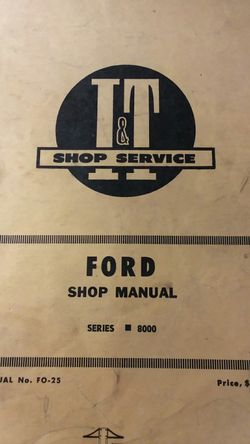 I&T
SHOP SERVICE
FORD
SHOP MANUAL
SERIES ■ 8000
UAL No. FO-25 Price, $